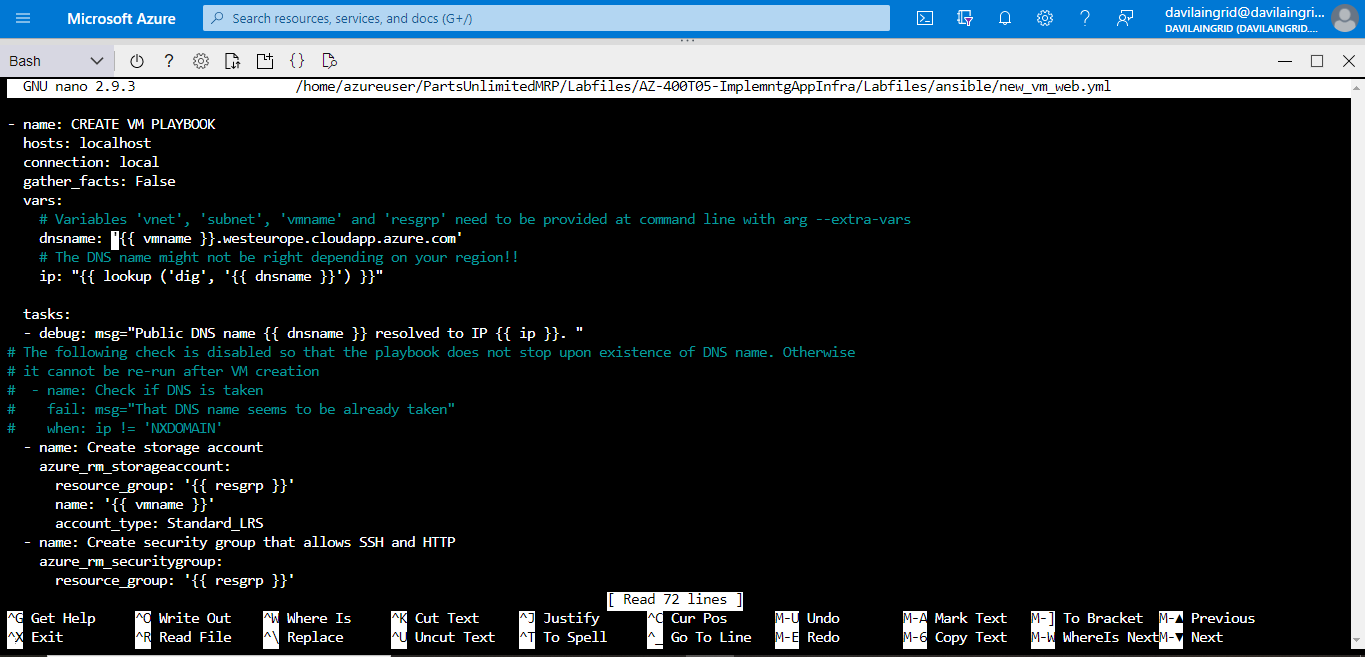 Microsoft Azure
Search resources, services, and docs (G+/)
davilaingrid@davilaingri...
DAVILAINGRID (DAVILAINGRID....
Bash
GNU nano 2.9.3 /home/azureuser/PartsUnlimitedMRP/Labfiles/AZ-400T05-ImplemntgAppInfra/Labfiles/ansible/new_vm_web.yml
- name: CREATE VM PLAYBOOK
  hosts: localhost
  connection: local
  gather_facts: False
  vars:
    # Variables 'vnet', 'subnet', 'vmname' and 'resgrp' need to be provided at command line with arg --extra-vars
    dnsname: '{{ vmname }}.westeurope.cloudapp.azure.com'
    # The DNS name might not be right depending on your region!!
    ip: "{{ lookup ('dig', '{{ dnsname }}') }}"
  tasks:
  - debug: msg="Public DNS name {{ dnsname }} resolved to IP {{ ip }}. "
# The following check is disabled so that the playbook does not stop upon existence of DNS name. Otherwise
# it cannot be re-run after VM creation
#  - name: Check if DNS is taken
#    fail: msg="That DNS name seems to be already taken"
#    when: ip != 'NXDOMAIN'
  - name: Create storage account
    azure_rm_storageaccount:
      resource_group: '{{ resgrp }}'
      name: '{{ vmname }}'
      account_type: Standard_LRS
  - name: Create security group that allows SSH and HTTP
    azure_rm_securitygroup:
      resource_group: '{{ resgrp }}'
[ Read 72 lines ]
^G Get Help ^O Write Out ^W Where Is ^K Cut Text ^J Justify ^C Cur Pos M-U Undo M-A Mark Text M-] To Bracket M-▲ Previous
^X Exit ^R Read File ^\ Replace ^U Uncut Text ^T To Spell ^_ Go To Line M-E Redo M-6 Copy Text M-W WhereIs Next M-▼ Next